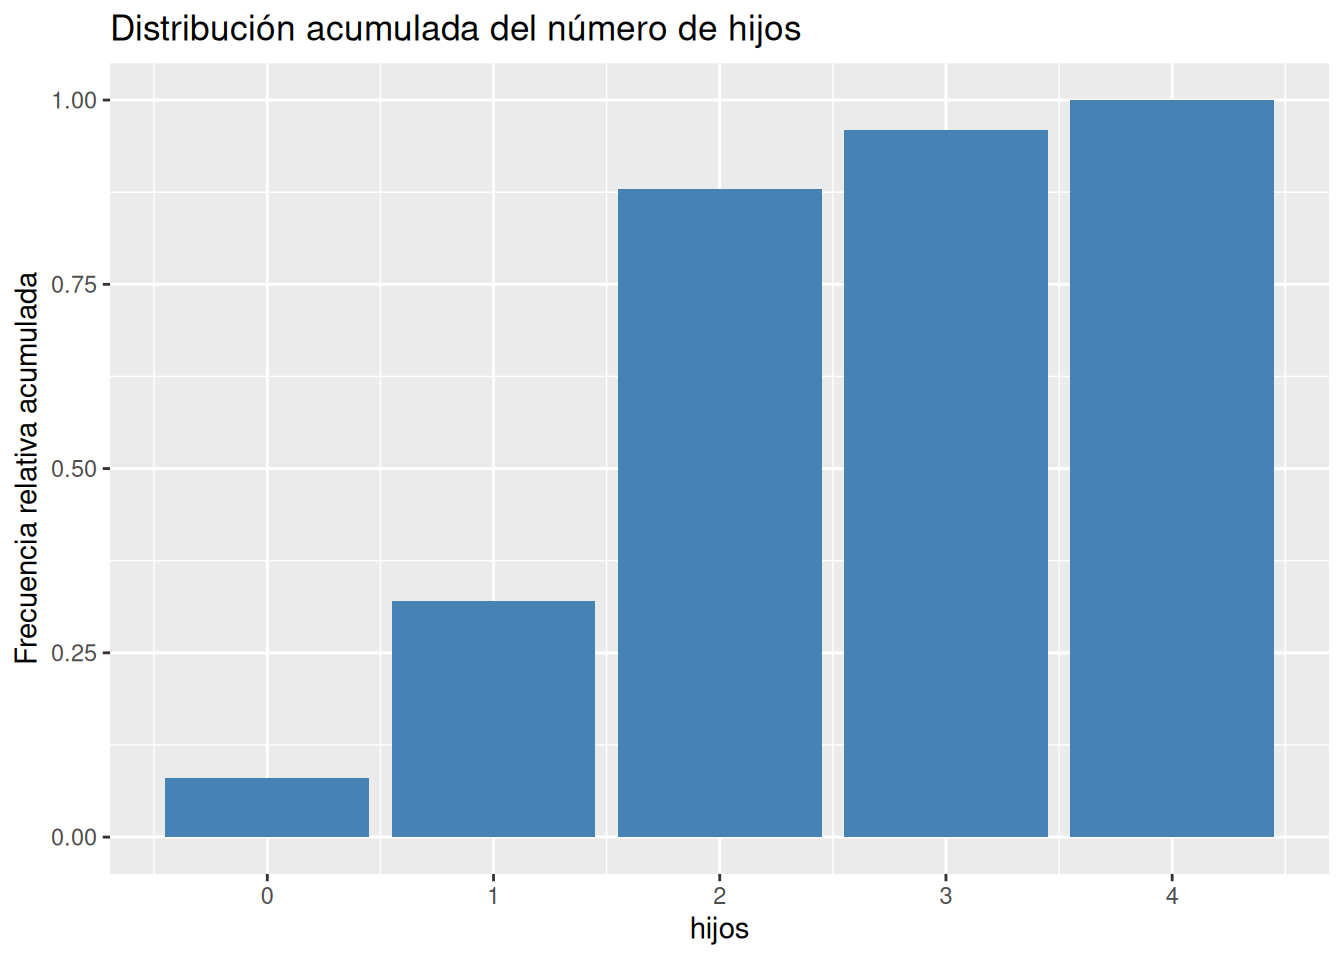 Distribución acumulada del número de hijos
Frecuencia relativa acumulada
1.00
0.75
0.50
0.25
0.00
0 1 2 3 4
hijos